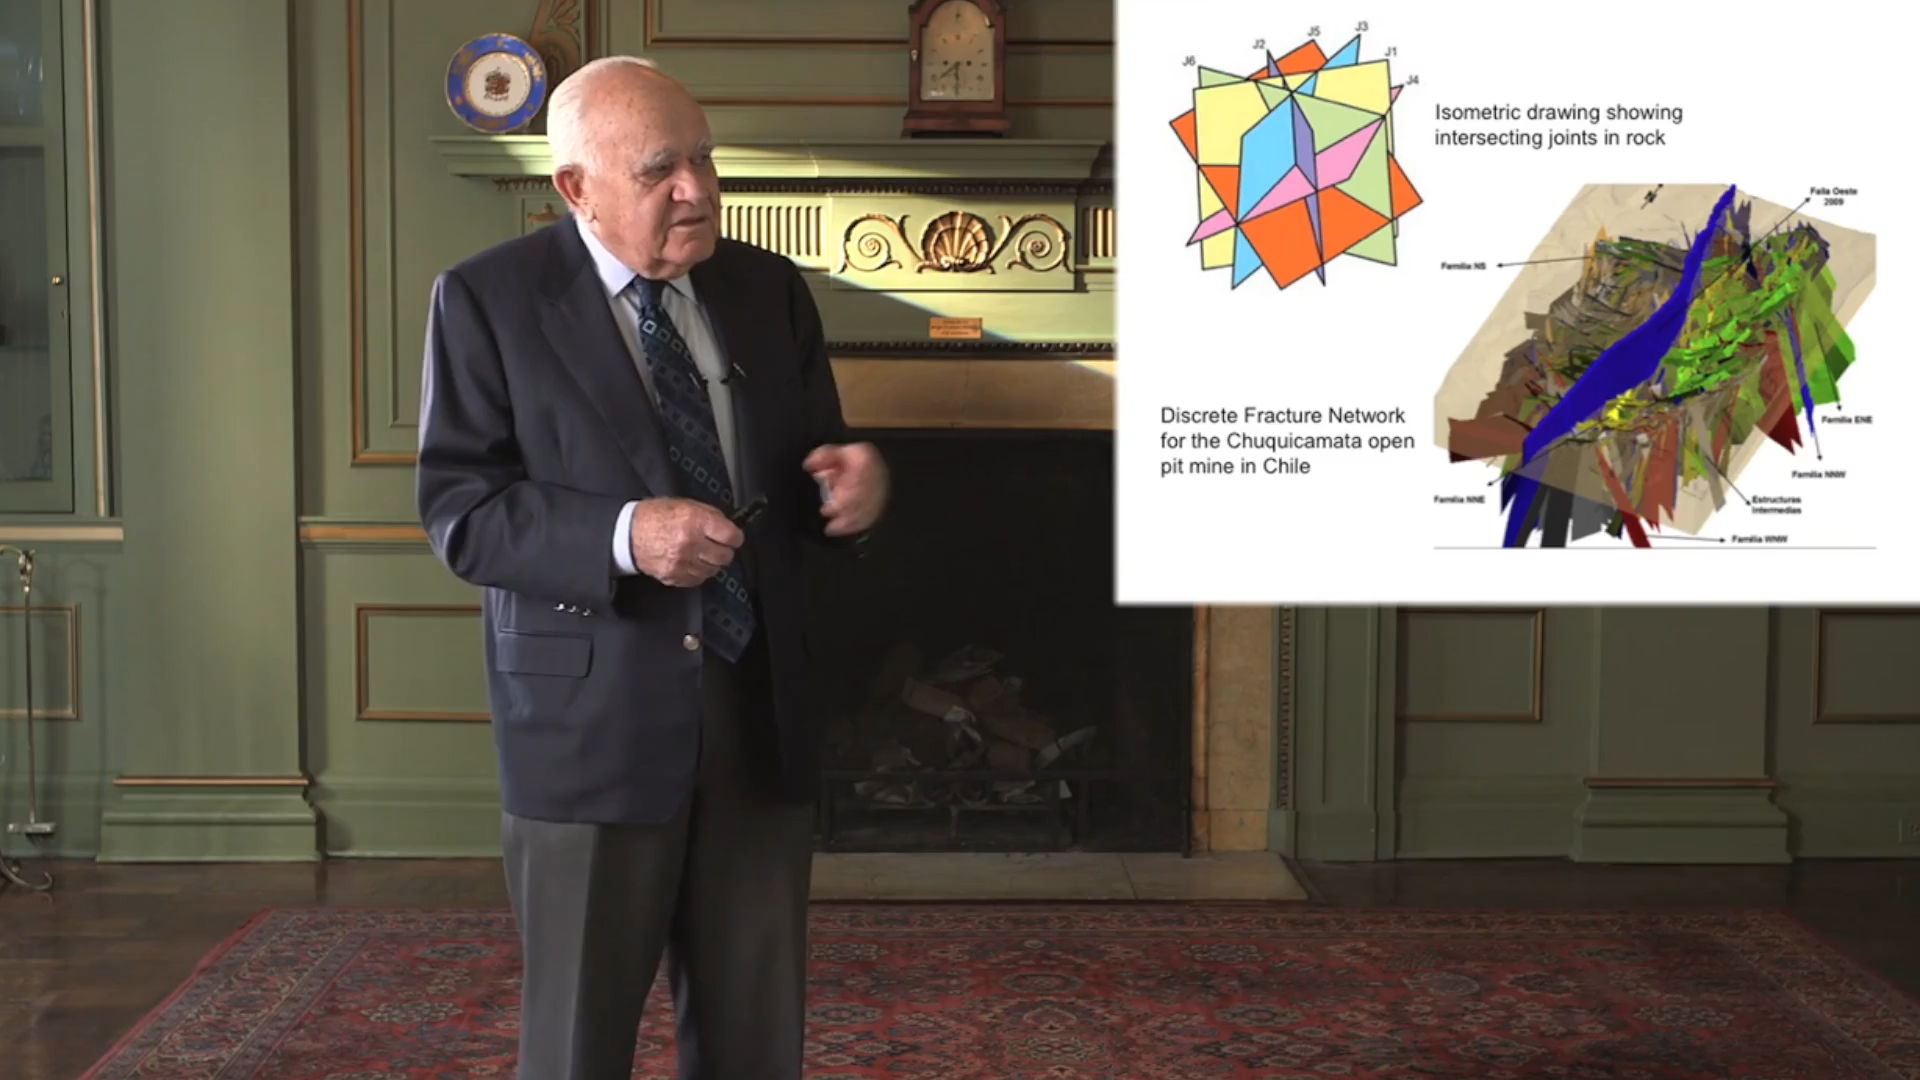 J6
J2
J5
J3
J1
J4
Isometric drawing showing
intersecting joints in rock
Falla Oeste
2009
Familia NS
Discrete Fracture Network
for the Chuquicamata open
pit mine in Chile
Familia ENE
Familia NNW
Familia NNE
Estructuras
Intermedias
Familia WNW